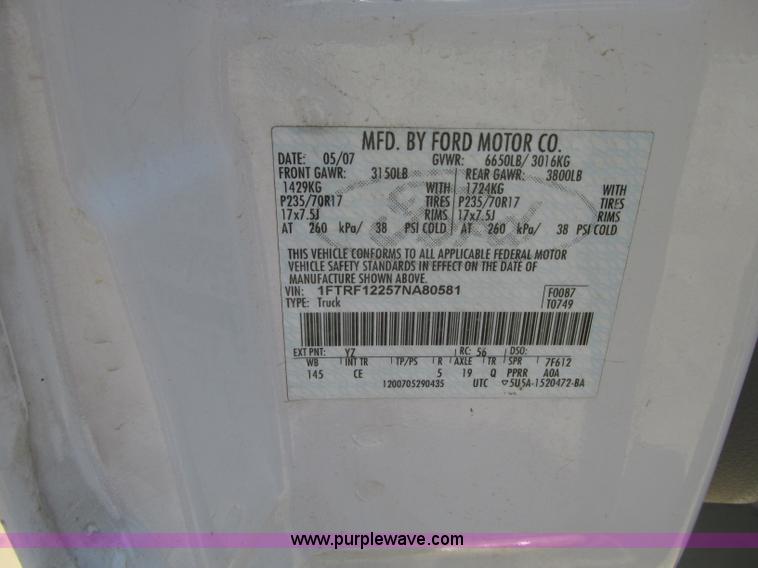 MFD. BY FORD MOTOR CO.
DATE: 05/07 GVWR: 6650LB/ 3016KG
FRONT GAWR: 3150LB REAR GAWR: 3800LB
1429KG WITH 1724KG WITH
P235/70R17 TIRES P235/70R17 TIRES
17x7.5J RIMS 17x7.5J RIMS
AT 260 kPa/ 38 PSI COLD AT 260 kPa/ 38 PSI COLD
THIS VEHICLE CONFORMS TO ALL APPLICABLE FEDERAL MOTOR
VEHICLE SAFETY STANDARDS IN EFFECT ON THE DATE OF
MANUFACTURE SHOWN ABOVE.
VIN: 1FTRF12257NA80581 F0087
TYPE: Truck T0749
EXT PNT: YZ RC: 56 DSO:
WB INT TR TP/PS R AXLE TR SPR 7F612
145 CE 5 19 Q PPRR A0A
1200705290435 UTC ▽5U5A-1520472-BA
www.purplewave.com